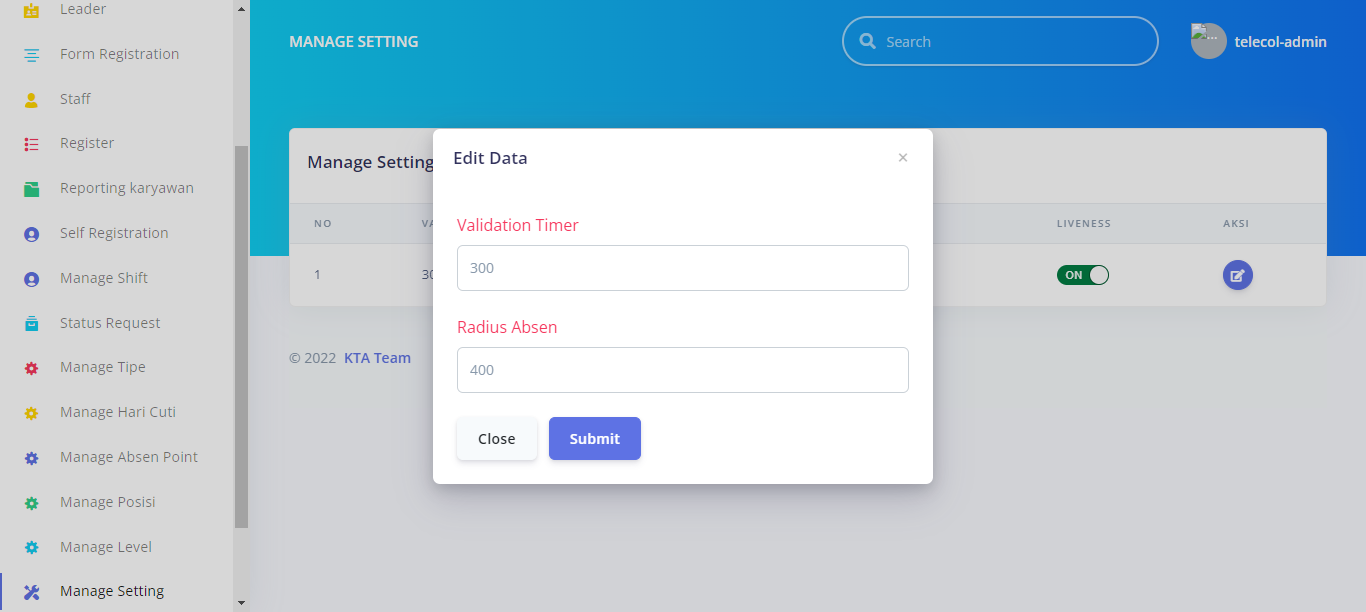 Leader
Form Registration
Staff
Register
Reporting karyawan
Self Registration
Manage Shift
Status Request
Manage Tipe
Manage Hari Cuti
Manage Absen Point
Manage Posisi
Manage Level
Manage Setting
MANAGE SETTING
Search
... telecol-admin
Manage Setting
NO VA LIVENESS AKSI
1 30 ON
© 2022 KTA Team
Edit Data ×
Validation Timer
300
Radius Absen
400
Close Submit